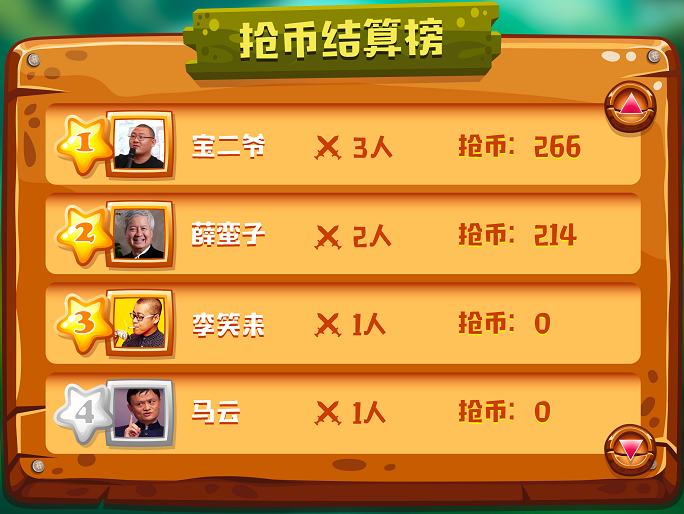 抢币结算榜
1 宝二爷 3人 抢币: 266
2 薛蛮子 2人 抢币: 214
3 李笑来 1人 抢币: 0
4 马云 1人 抢币: 0